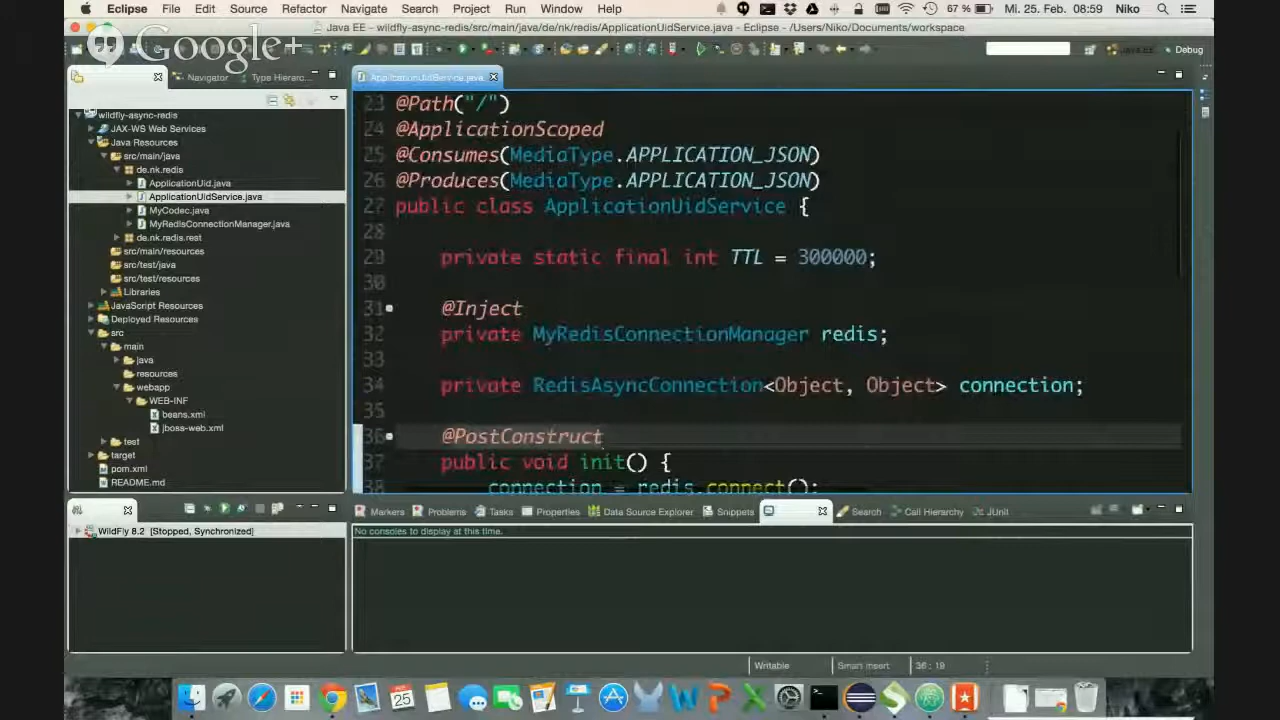 Eclipse File Edit Source Refactor Navigate Search Project Run Window Help 67 % Mi. 25. Feb. 08:59 Niko
Java EE - wildfly-async-redis/src/main/java/de/nk/redis/ApplicationUidService.java - Eclipse - /Users/Niko/Documents/workspace
Google+
Java EE Debug
Navigator Type Hierarc...
ApplicationUidService.java
wildfly-async-redis
JAX-WS Web Services
Java Resources
src/main/java
de.nk.redis
ApplicationUid.java
ApplicationUidService.java
MyCodec.java
MyRedisConnectionManager.java
de.nk.redis.rest
src/main/resources
src/test/java
src/test/resources
Libraries
JavaScript Resources
Deployed Resources
src
main
java
resources
webapp
WEB-INF
beans.xml
jboss-web.xml
test
target
pom.xml
README.md
23 @Path("/")
24 @ApplicationScoped
25 @Consumes(MediaType.APPLICATION_JSON)
26 @Produces(MediaType.APPLICATION_JSON)
27 public class ApplicationUidService {
28
29 private static final int TTL = 300000;
30
31 @Inject
32 private MyRedisConnectionManager redis;
33
34 private RedisAsyncConnection<Object, Object> connection;
35
36 @PostConstruct
37 public void init() {
38 connection = redis.connect();
WildFly 8.2 [Stopped, Synchronized]
Markers Problems Tasks Properties Data Source Explorer Snippets Search Call Hierarchy JUnit
No consoles to display at this time.
Writable Smart Insert 36 : 19